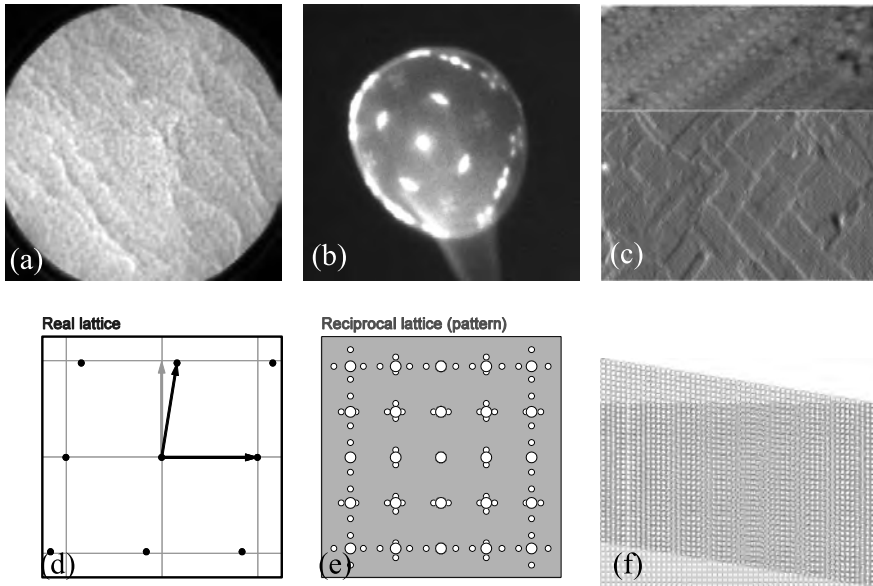 (a)
(b)
(c)
Real lattice
Reciprocal lattice (pattern)
(d)
(e)
(f)